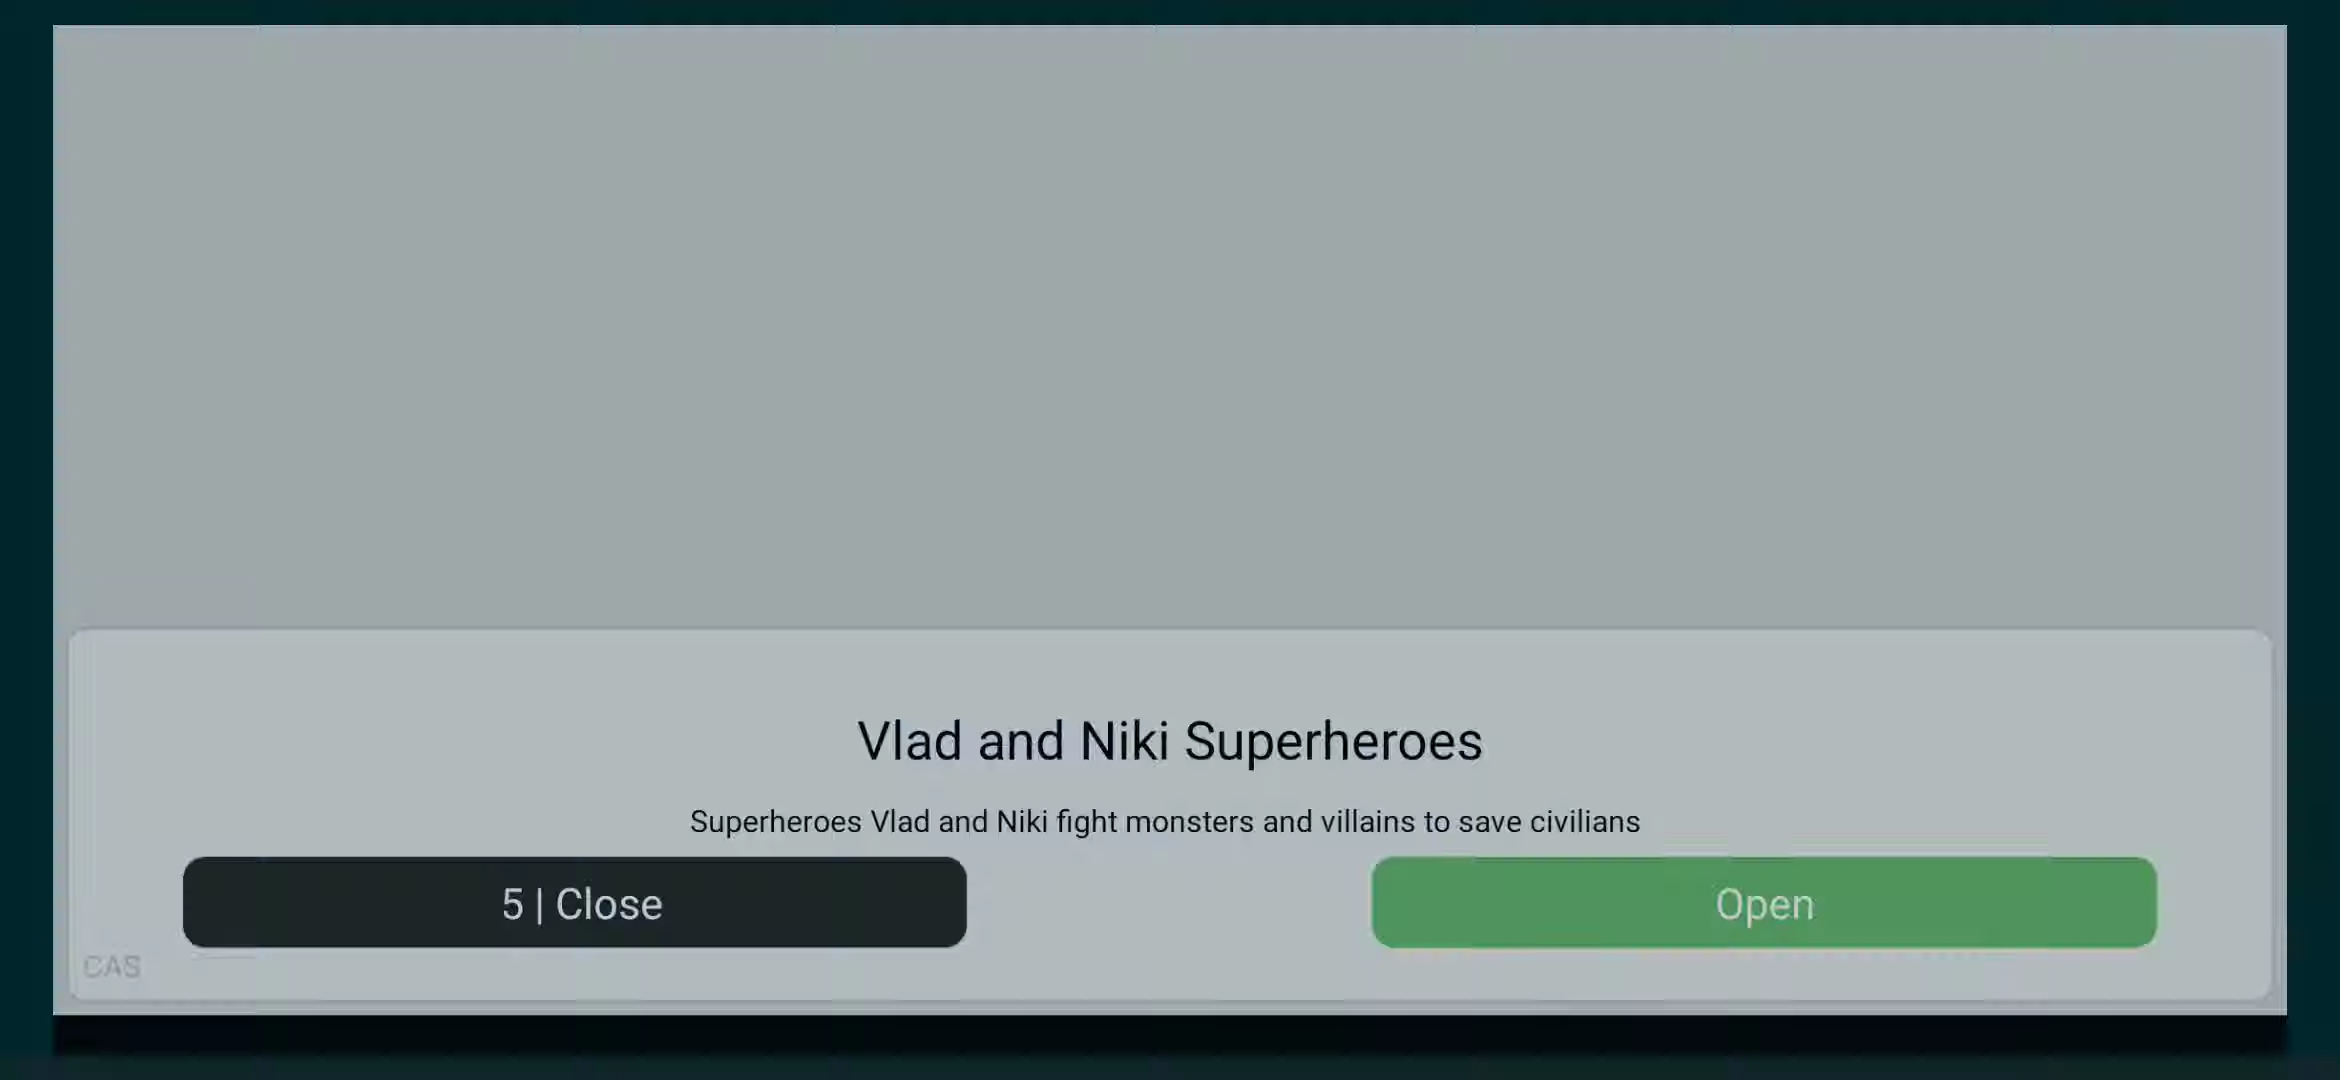 Vlad and Niki Superheroes
Superheroes Vlad and Niki fight monsters and villains to save civilians
5 | Close
Open
CAS